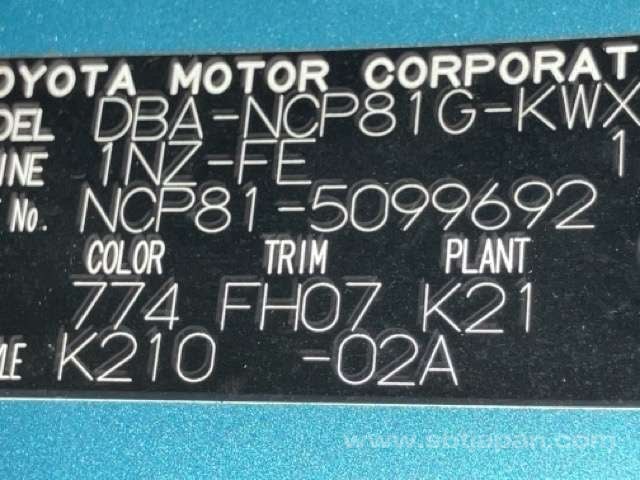 TOYOTA MOTOR CORPORAT
DEL DBA-NCP81G-KWX
INE 1NZ-FE 1
No. NCP81-5099692
COLOR TRIM PLANT
774 FH07 K21
LE K210 -02A
www.sbtjapan.com